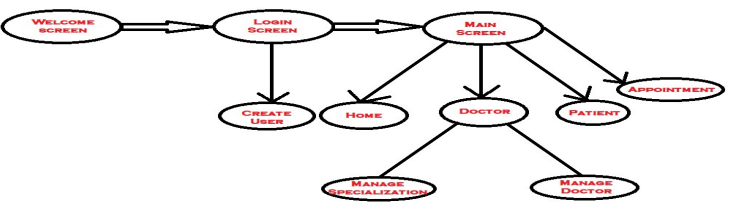 Welcome
screen
Login
Screen
Main
Screen
Create
User
Home
Doctor
Patient
Appointment
Manage
Specialization
Manage
Doctor